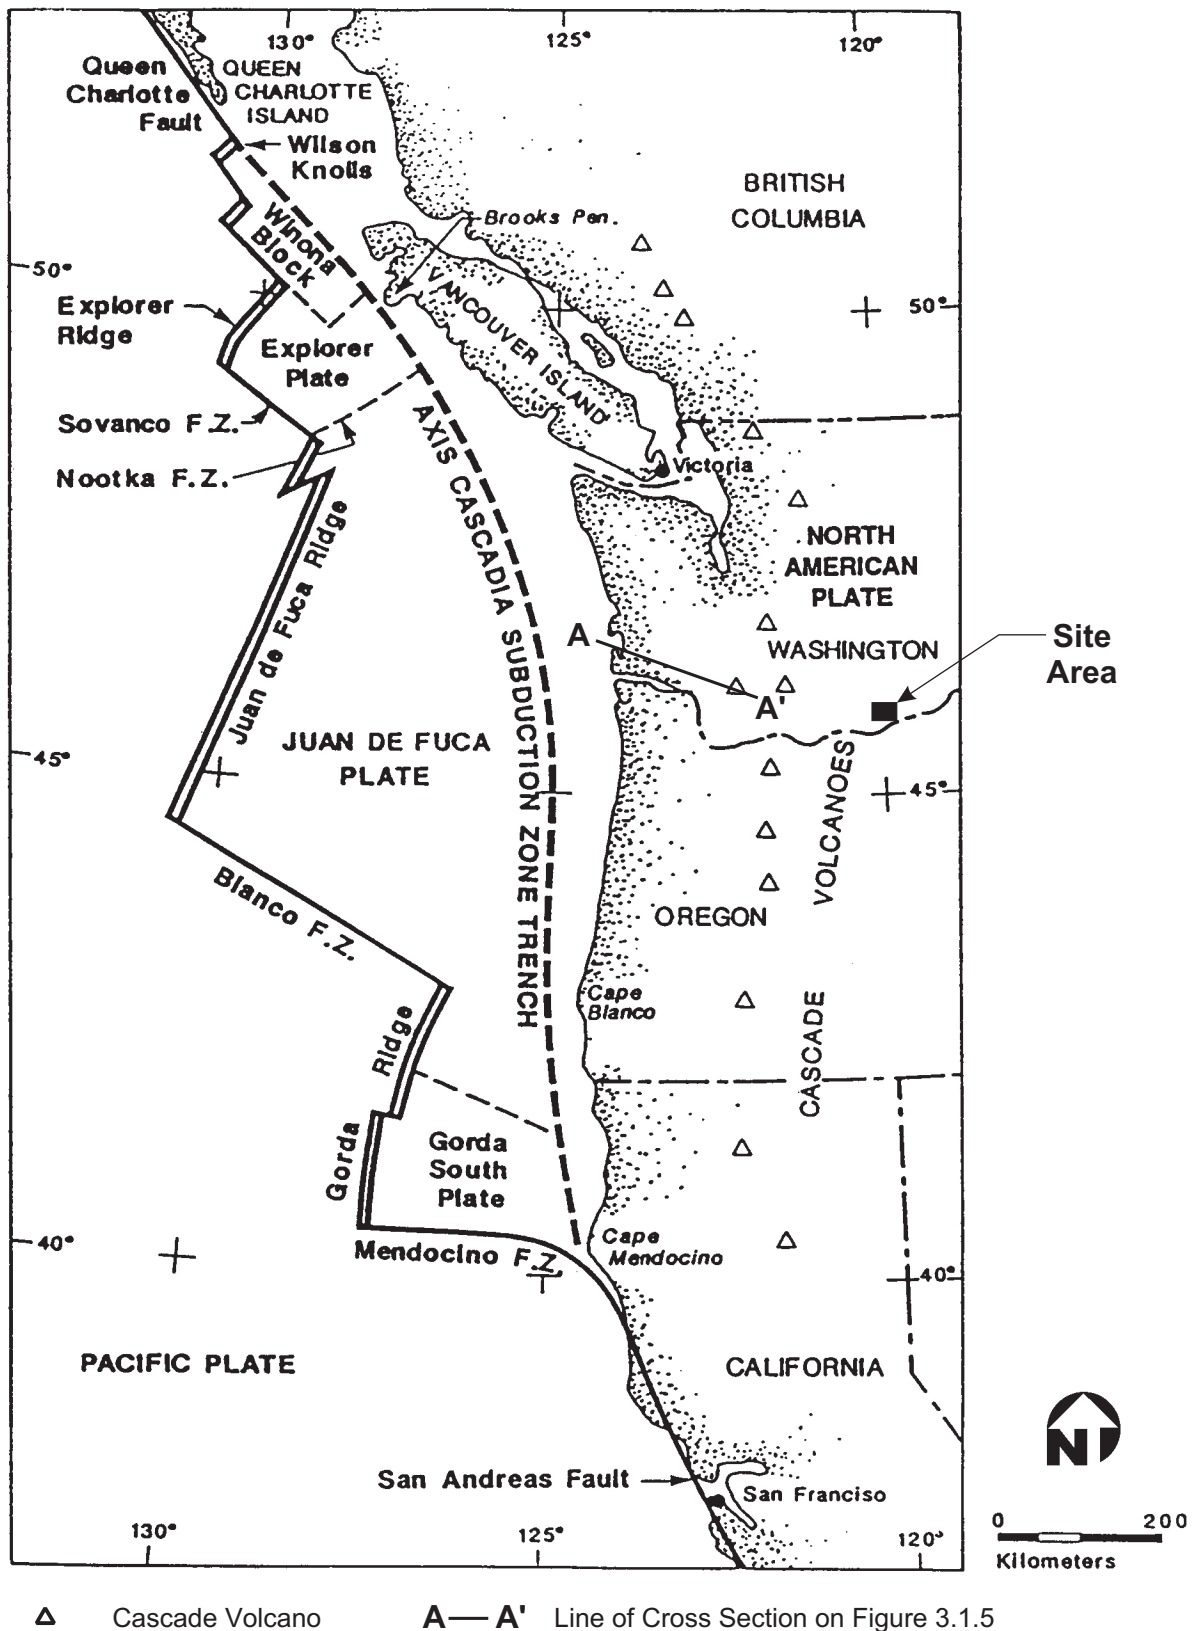 130°
125°
120°
Queen
Charlotte
Fault
QUEEN
CHARLOTTE
ISLAND
Wilson
Knolls
BRITISH
COLUMBIA
Brooks Pen.
Winona
Block
50°
50°
VANCOUVER ISLAND
Explorer
Ridge
Explorer
Plate
Sovanco F.Z.
Nootka F.Z.
Victoria
AXIS CASCADIA SUBDUCTION ZONE TRENCH
NORTH
AMERICAN
PLATE
Juan de Fuca Ridge
A
WASHINGTON
Site
Area
A'
JUAN DE FUCA
PLATE
45°
45°
CASCADE VOLCANOES
Blanco F.Z.
OREGON
Cape
Blanco
Gorda Ridge
Gorda
South
Plate
Cape
Mendocino
40°
Mendocino F.Z.
40°
PACIFIC PLATE
CALIFORNIA
N
San Andreas Fault
San Franciso
0 200
Kilometers
130°
125°
120°
Cascade Volcano
A — A' Line of Cross Section on Figure 3.1.5